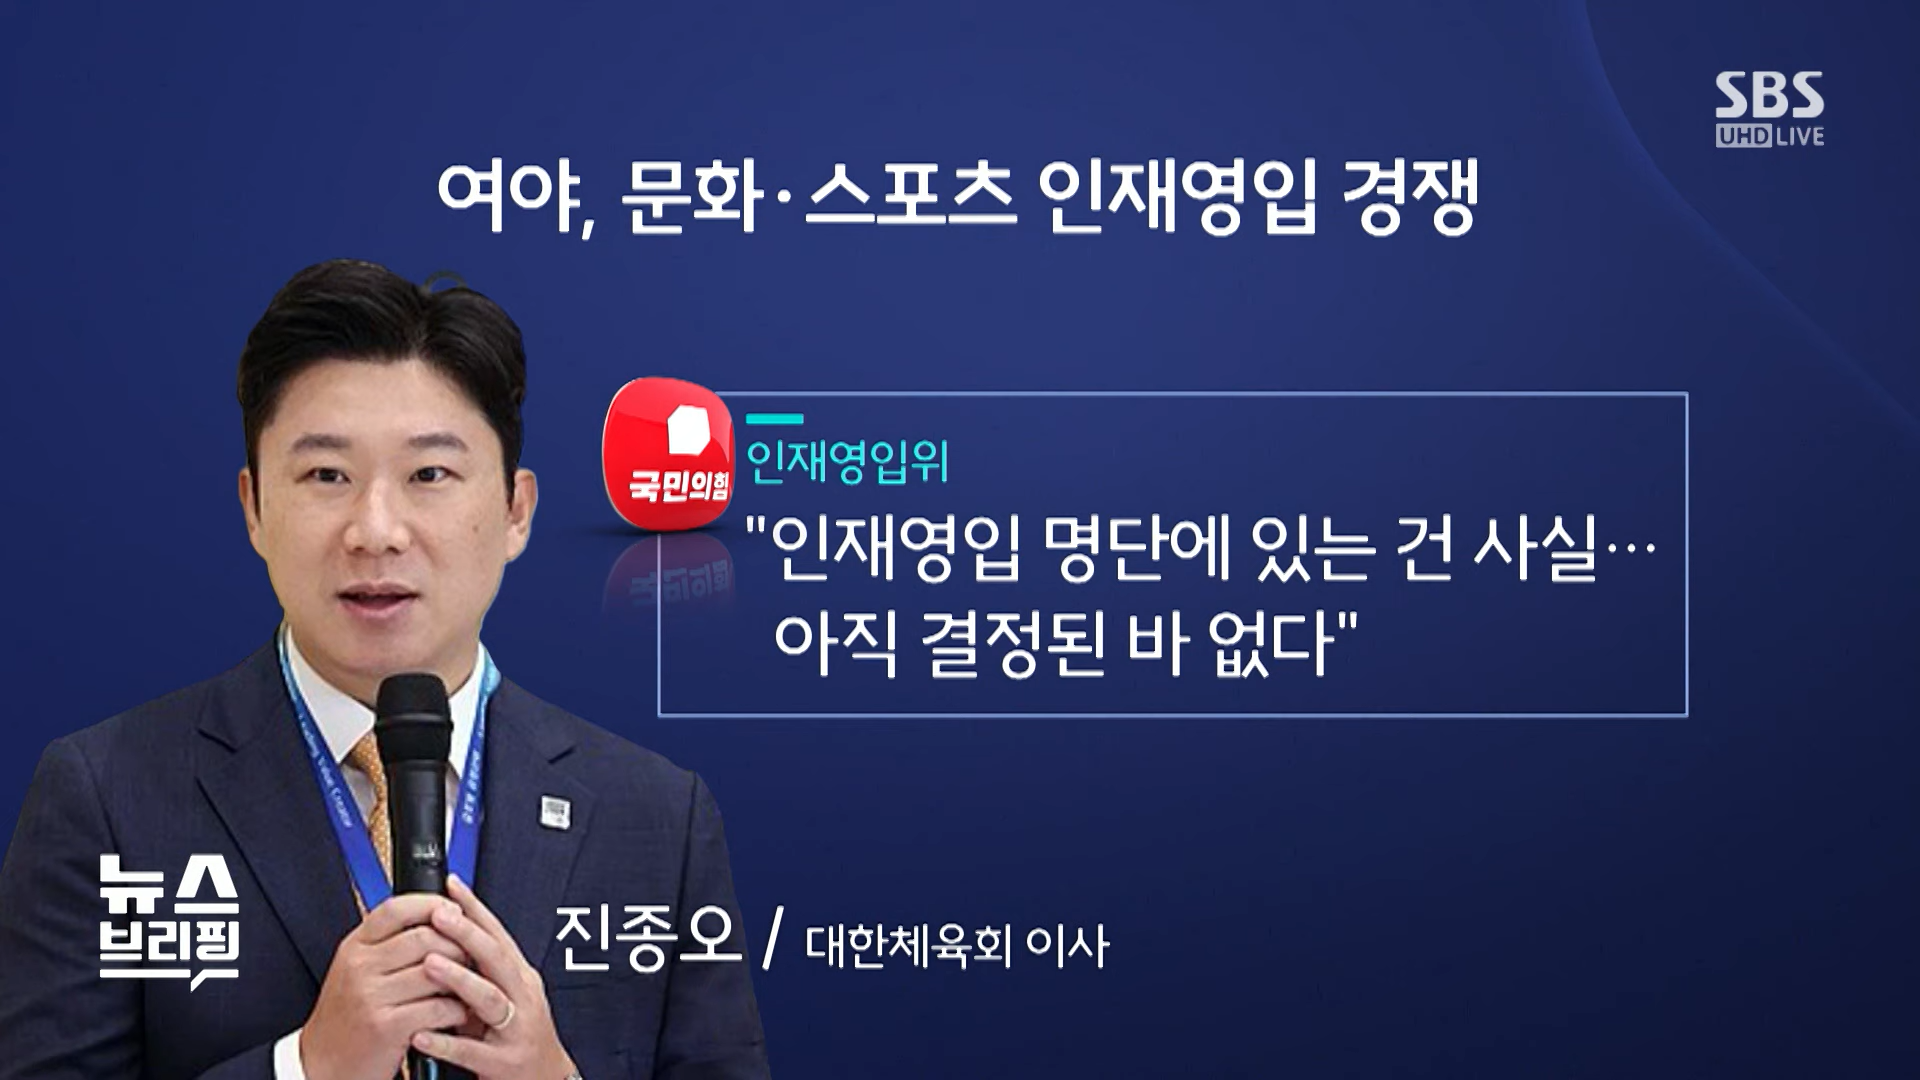 SBS
UHD LIVE
여야, 문화·스포츠 인재영입 경쟁
국민의힘
인재영입위
"인재영입 명단에 있는 건 사실…
아직 결정된 바 없다"
Value Creator
뉴스
브리핑
진종오 / 대한체육회 이사